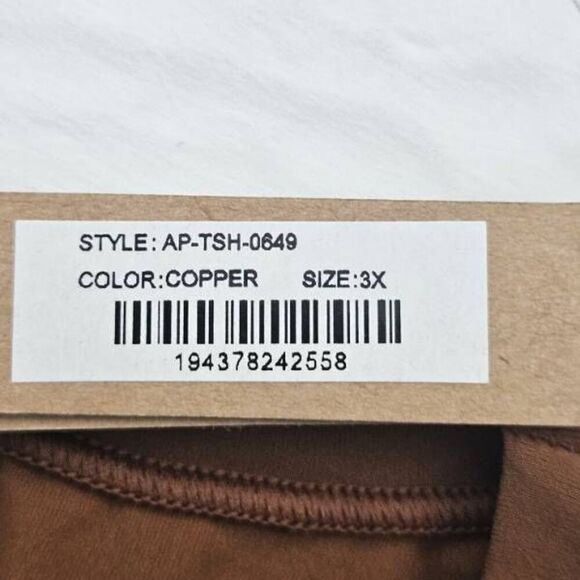 STYLE: AP-TSH-0649
COLOR:COPPER SIZE:3X
194378242558